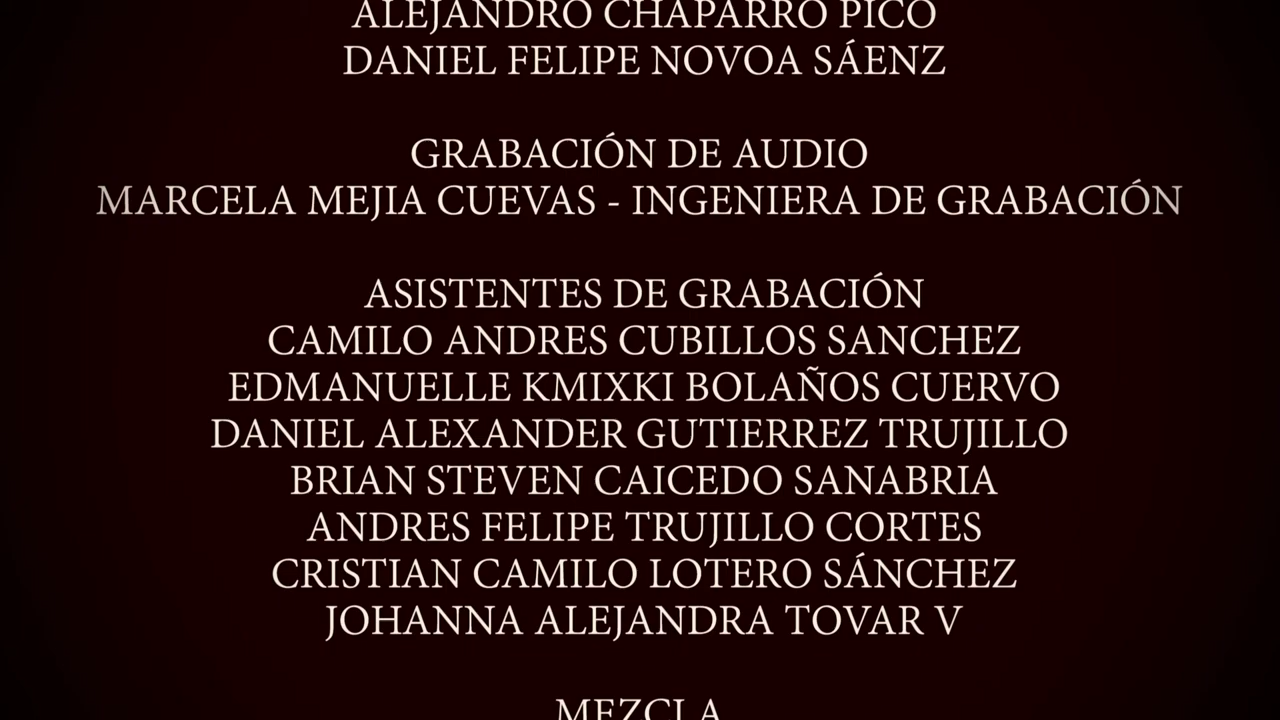 ALEJANDRO CHAPARRO PICO
DANIEL FELIPE NOVOA SÁENZ
GRABACIÓN DE AUDIO
MARCELA MEJIA CUEVAS - INGENIERA DE GRABACIÓN
ASISTENTES DE GRABACIÓN
CAMILO ANDRES CUBILLOS SANCHEZ
EDMANUELLE KMIXKI BOLAÑOS CUERVO
DANIEL ALEXANDER GUTIERREZ TRUJILLO
BRIAN STEVEN CAICEDO SANABRIA
ANDRES FELIPE TRUJILLO CORTES
CRISTIAN CAMILO LOTERO SÁNCHEZ
JOHANNA ALEJANDRA TOVAR V
MEZCLA